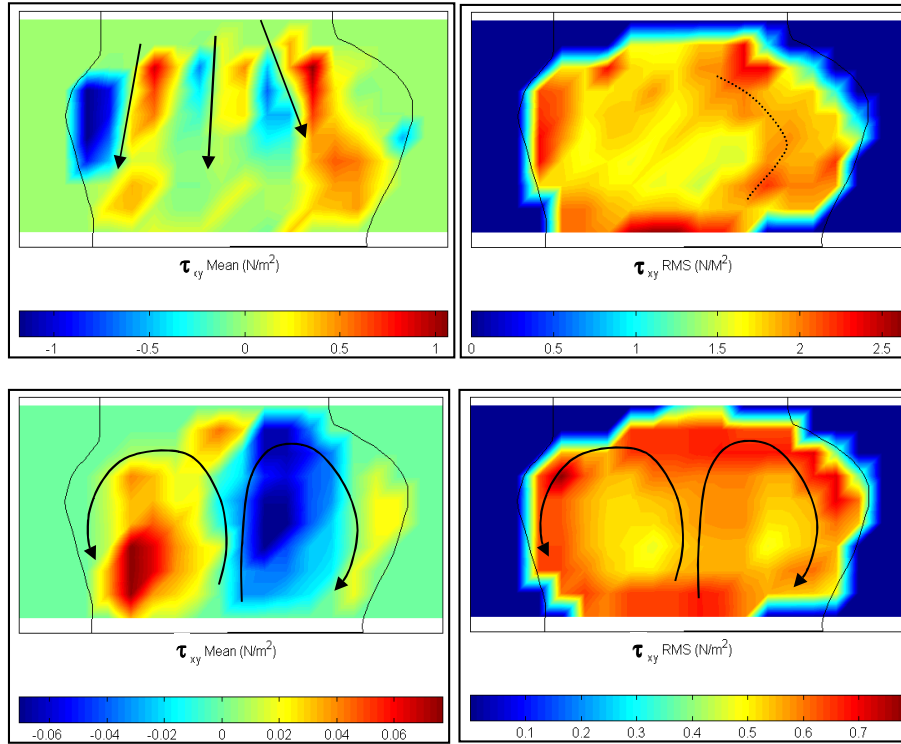 τxy Mean (N/m²)
τxy RMS (N/M²)
-1 -0.5 0 0.5 1
0 0.5 1 1.5 2 2.5
τxy Mean (N/m²)
τxy RMS (N/m²)
-0.06 -0.04 -0.02 0 0.02 0.04 0.06
0.1 0.2 0.3 0.4 0.5 0.6 0.7